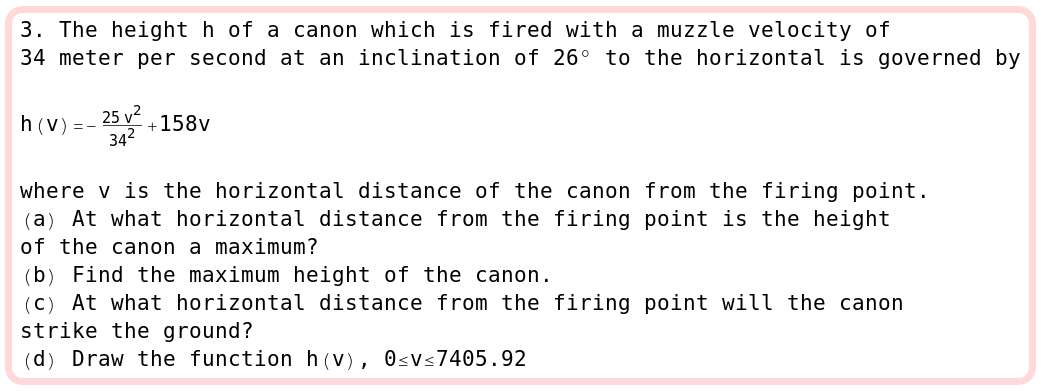 3. The height h of a canon which is fired with a muzzle velocity of
34 meter per second at an inclination of 26° to the horizontal is governed by
h(v)=-\frac{25 v^2}{34^2}+158v
where v is the horizontal distance of the canon from the firing point.
(a) At what horizontal distance from the firing point is the height
of the canon a maximum?
(b) Find the maximum height of the canon.
(c) At what horizontal distance from the firing point will the canon
strike the ground?
(d) Draw the function h(v), 0≤v≤7405.92